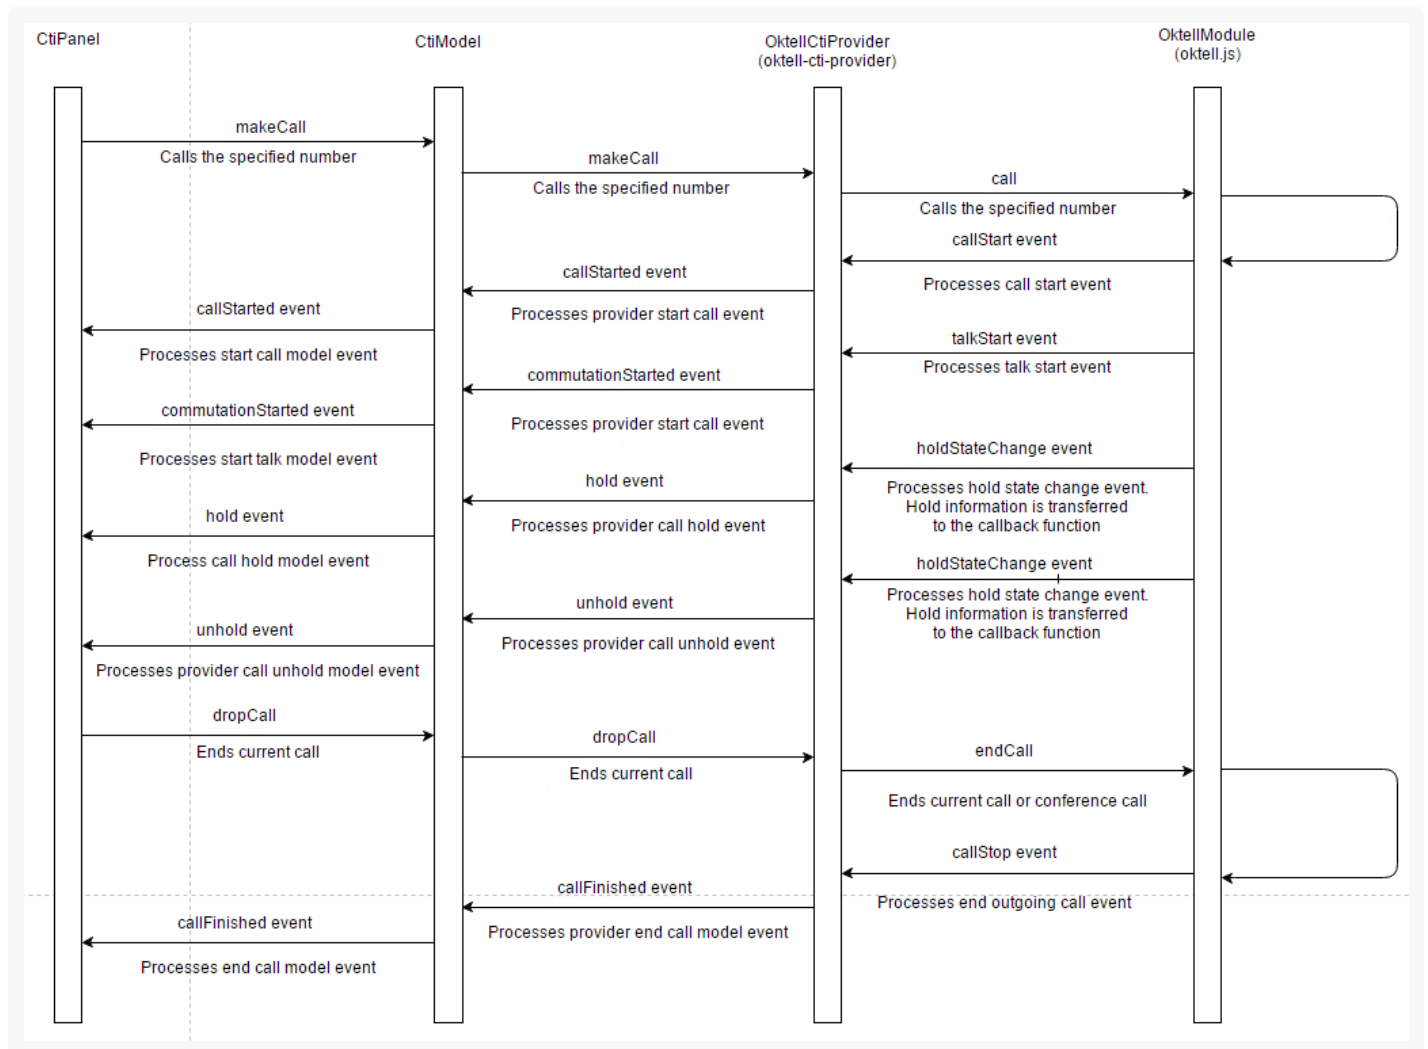 CtiPanel
CtiModel
OktellCtiProvider
(oktell-cti-provider)
OktellModule
(oktell.js)
makeCall
Calls the specified number
makeCall
Calls the specified number
call
Calls the specified number
callStart event
Processes call start event
callStarted event
Processes provider start call event
callStarted event
Processes start call model event
talkStart event
Processes talk start event
commutationStarted event
Processes provider start call event
commutationStarted event
Processes start talk model event
holdStateChange event
Processes hold state change event.
Hold information is transferred
to the callback function
hold event
Processes provider call hold event
hold event
Process call hold model event
holdStateChange event
Processes hold state change event.
Hold information is transferred
to the callback function
unhold event
Processes provider call unhold event
unhold event
Processes provider call unhold model event
dropCall
Ends current call
dropCall
Ends current call
endCall
Ends current call or conference call
callStop event
Processes end outgoing call event
callFinished event
Processes provider end call model event
callFinished event
Processes end call model event